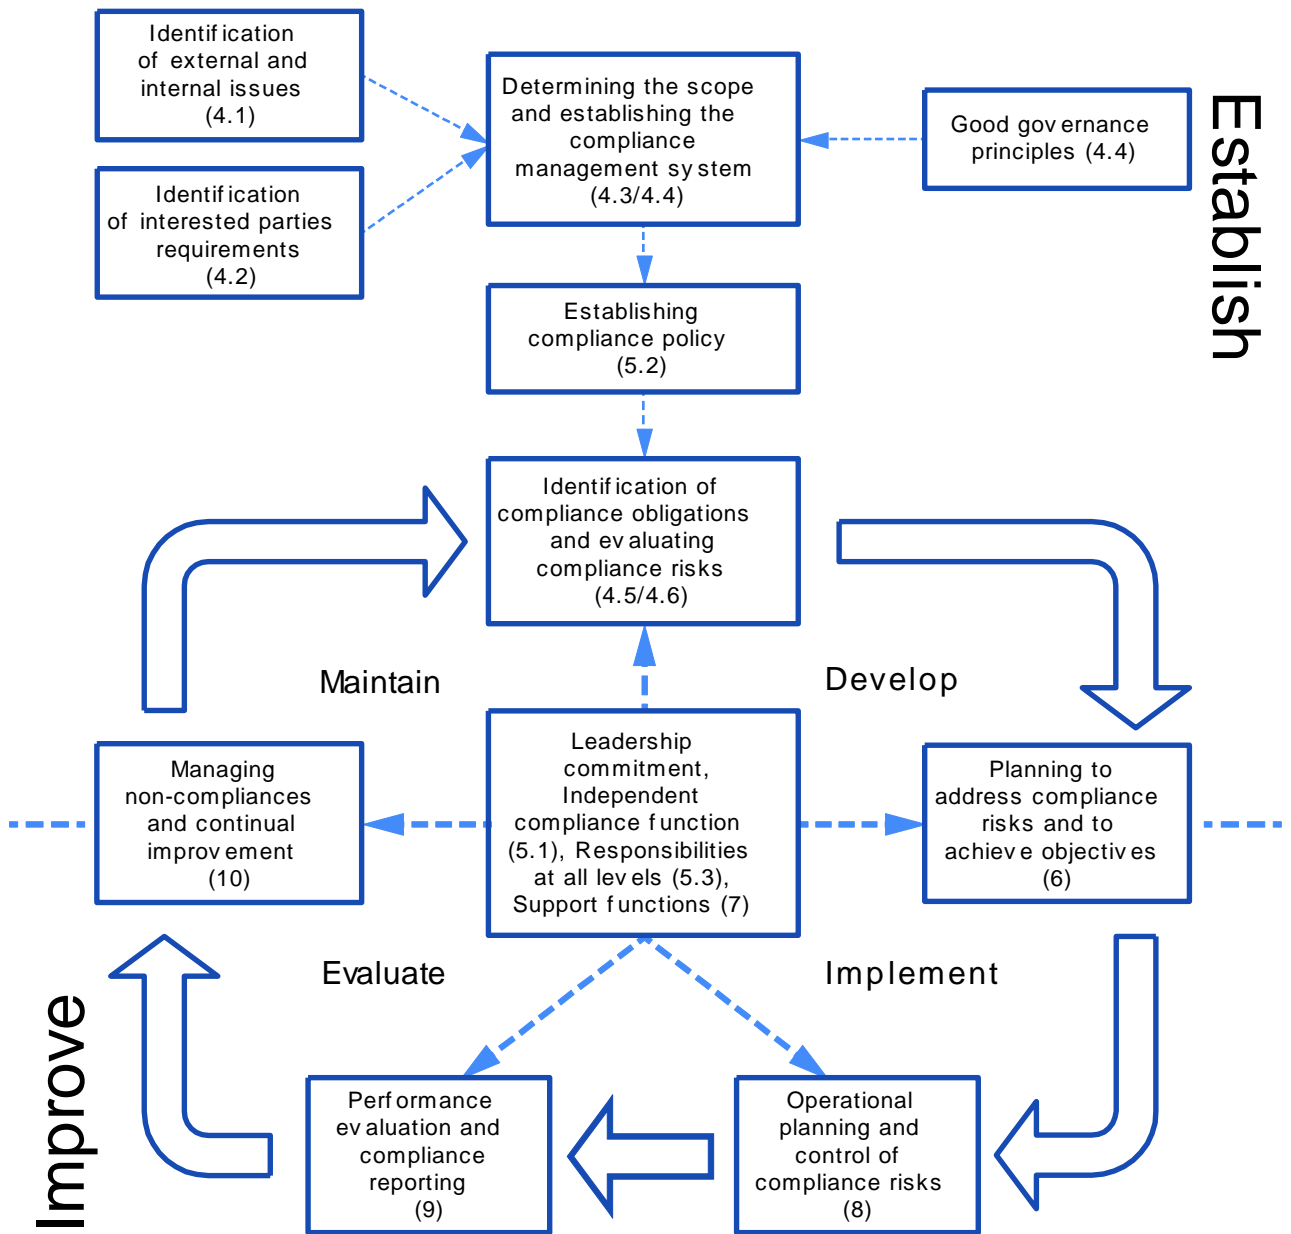 Identification
of external and
internal issues
(4.1)
Identification
of interested parties
requirements
(4.2)
Determining the scope
and establishing the
compliance
management system
(4.3/4.4)
Good governance
principles (4.4)
Establish
Establishing
compliance policy
(5.2)
Identification of
compliance obligations
and evaluating
compliance risks
(4.5/4.6)
Maintain
Develop
Managing
non-compliances
and continual
improvement
(10)
Leadership
commitment,
Independent
compliance function
(5.1), Responsibilities
at all levels (5.3),
Support functions (7)
Planning to
address compliance
risks and to
achieve objectives
(6)
Evaluate
Implement
Improve
Performance
evaluation and
compliance
reporting
(9)
Operational
planning and
control of
compliance risks
(8)